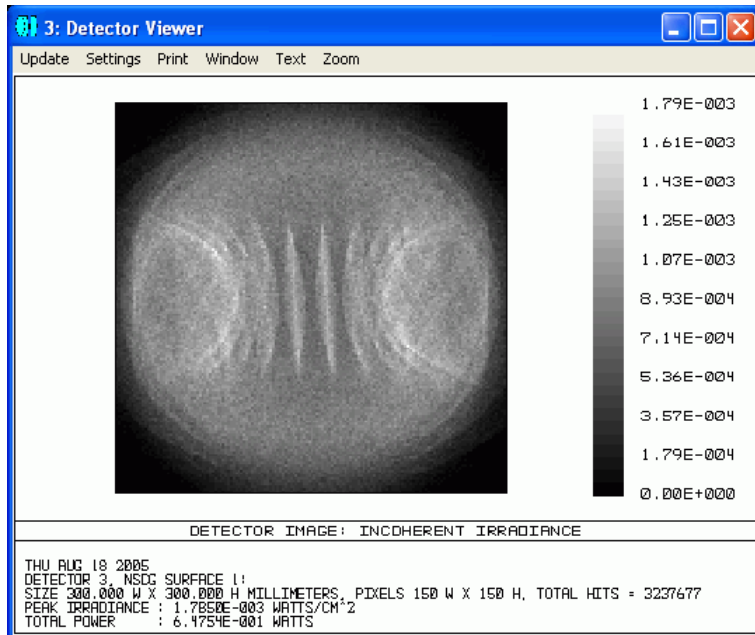 3: Detector Viewer
Update Settings Print Window Text Zoom
1.79E-003
1.61E-003
1.43E-003
1.25E-003
1.07E-003
8.93E-004
7.14E-004
5.36E-004
3.57E-004
1.79E-004
0.00E+000
DETECTOR IMAGE: INCOHERENT IRRADIANCE
THU AUG 18 2005
DETECTOR 3, NSCG SURFACE 1:
SIZE 300.000 W X 300.000 H MILLIMETERS, PIXELS 150 W X 150 H, TOTAL HITS = 3237677
PEAK IRRADIANCE : 1.7850E-003 WATTS/CM^2
TOTAL POWER : 6.4754E-001 WATTS